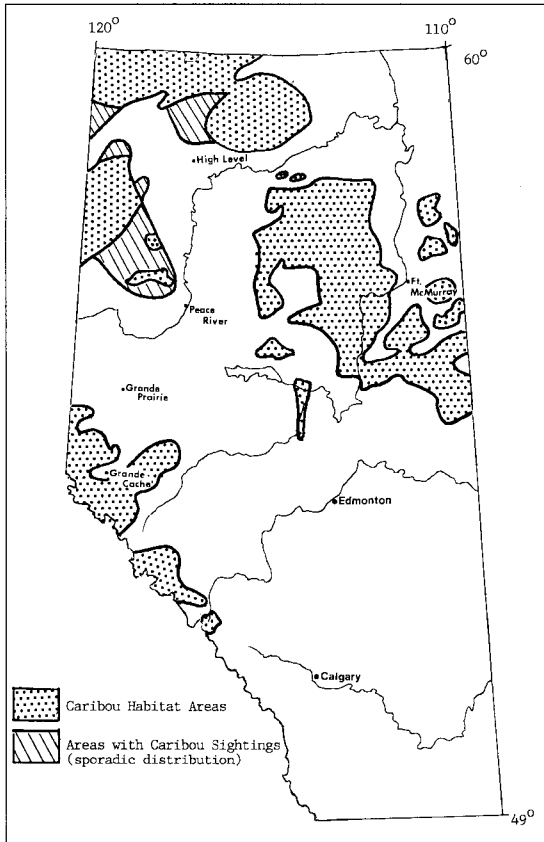 120°
110°
60°
High Level
Ft.
McMurray
Peace
River
Grande
Prairie
Grande
Cache
Edmonton
Calgary
Caribou Habitat Areas
Areas with Caribou Sightings
(sporadic distribution)
49°